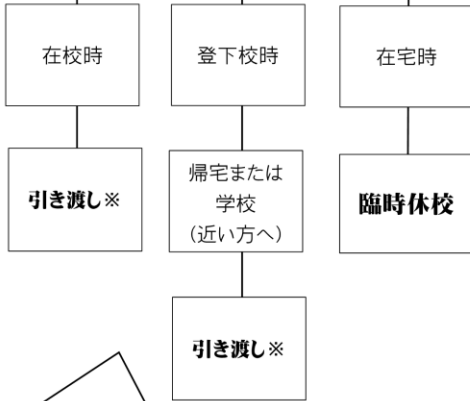 在校時
登下校時
在宅時
引き渡し※
帰宅または
学校
（近い方へ）
臨時休校
引き渡し※